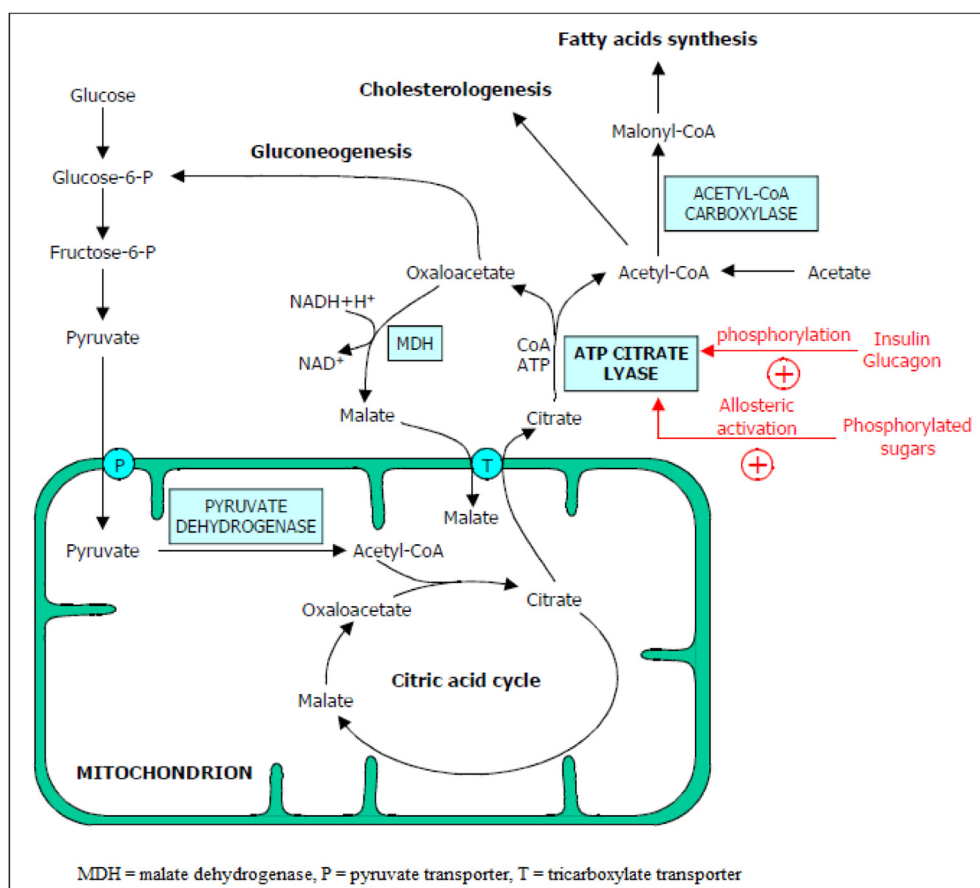 Fatty acids synthesis
Cholesterologenesis
Glucose
Malonyl-CoA
Gluconeogenesis
Glucose-6-P
ACETYL-CoA
CARBOXYLASE
Fructose-6-P
Oxaloacetate
Acetyl-CoA
Acetate
NADH+H⁺
MDH
NAD⁺
Pyruvate
CoA
ATP
ATP CITRATE
LYASE
phosphorylation
Insulin
Glucagon
+
Malate
Citrate
Allosteric
activation
Phosphorylated
sugars
+
P
T
PYRUVATE
DEHYDROGENASE
Malate
Pyruvate
Acetyl-CoA
Oxaloacetate
Citrate
Citric acid cycle
Malate
MITOCHONDRION
MDH = malate dehydrogenase, P = pyruvate transporter, T = tricarboxylate transporter